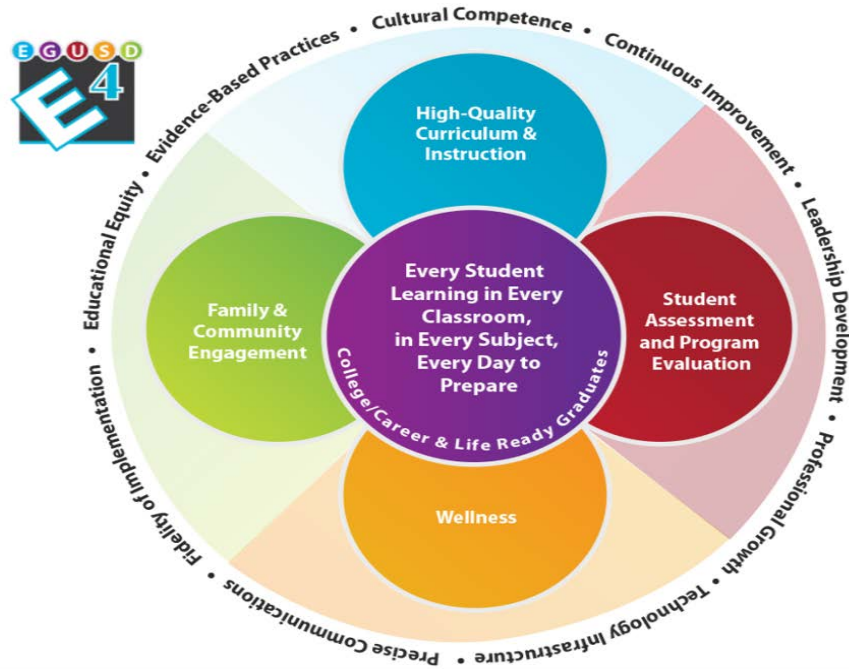 EGUSD
E4
Cultural Competence • Continuous Improvement • Leadership Development • Professional Growth • Technology Infrastructure • Precise Communications • Fidelity of Implementation • Educational Equity • Evidence-Based Practices •
High-Quality
Curriculum &
Instruction
Family &
Community
Engagement
Every Student
Learning in Every
Classroom,
in Every Subject,
Every Day to
Prepare
College/Career & Life Ready Graduates
Student
Assessment
and Program
Evaluation
Wellness